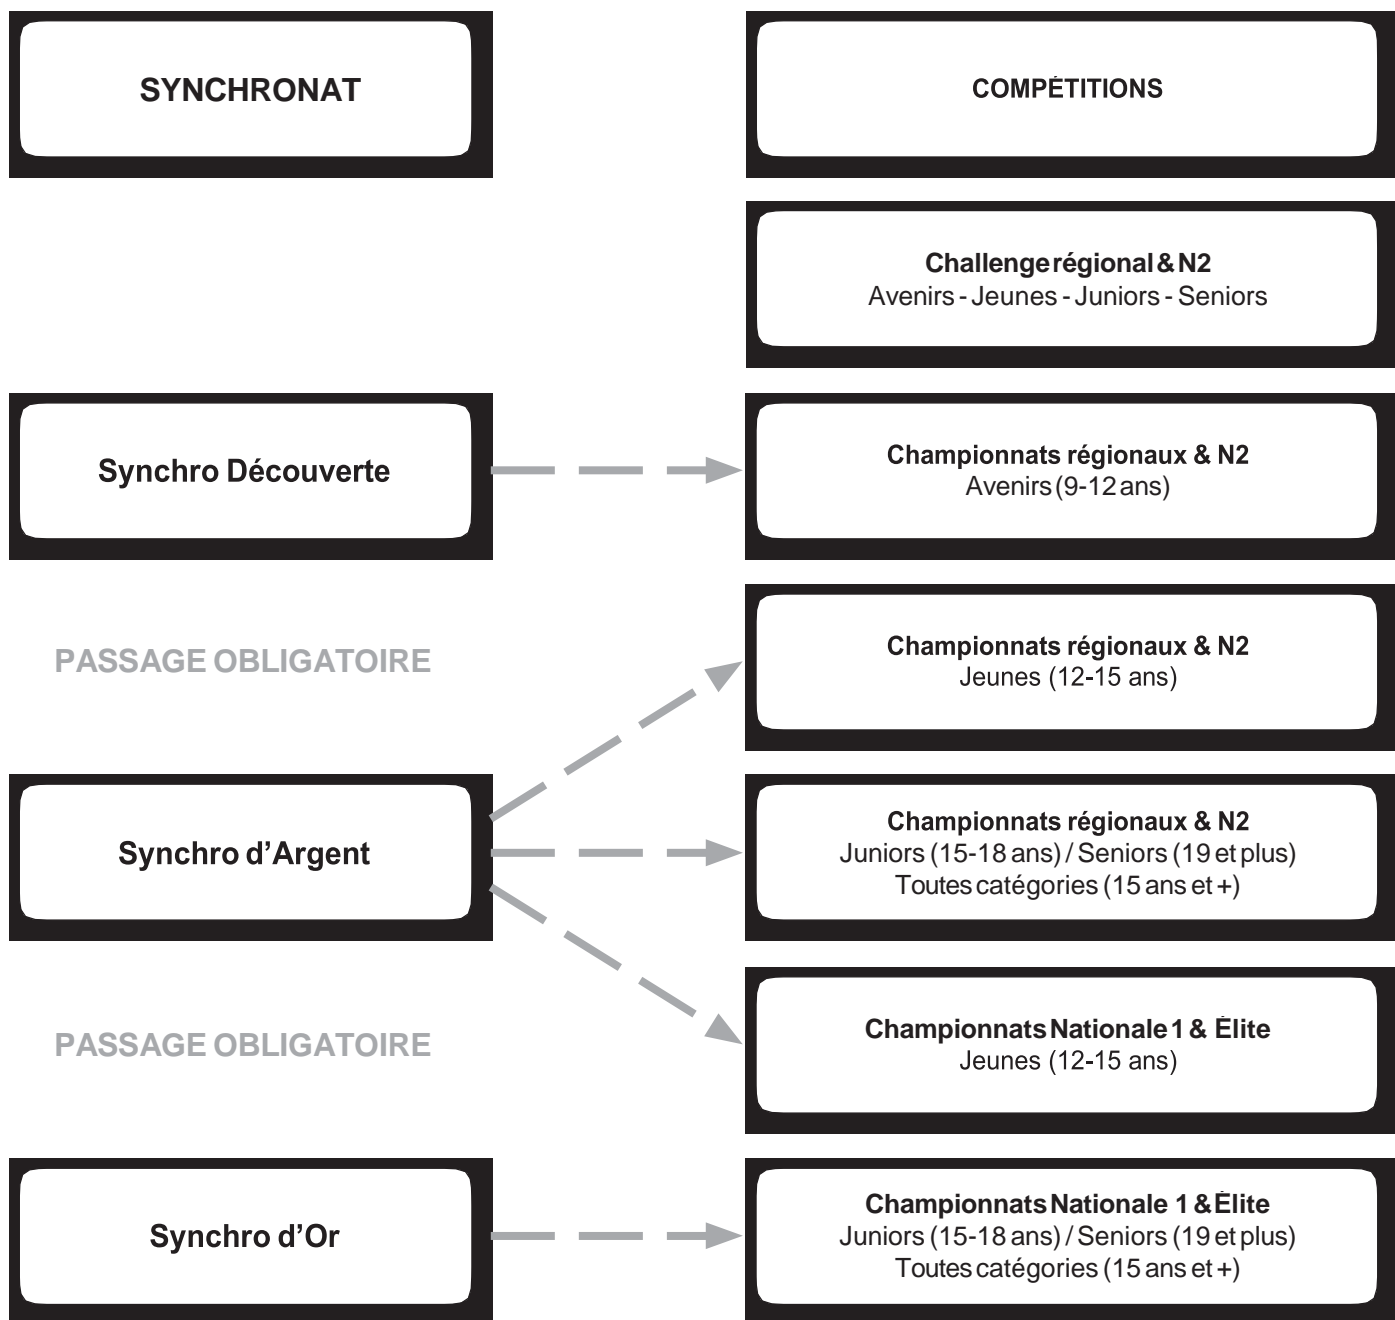 SYNCHRONAT
COMPÉTITIONS
Challenge régional & N2
Avenirs - Jeunes - Juniors - Seniors
Synchro Découverte
Championnats régionaux & N2
Avenirs (9-12 ans)
PASSAGE OBLIGATOIRE
Championnats régionaux & N2
Jeunes (12-15 ans)
Synchro d’Argent
Championnats régionaux & N2
Juniors (15-18 ans) / Seniors (19 et plus)
Toutes catégories (15 ans et +)
PASSAGE OBLIGATOIRE
Championnats Nationale 1 & Élite
Jeunes (12-15 ans)
Synchro d’Or
Championnats Nationale 1 & Élite
Juniors (15-18 ans) / Seniors (19 et plus)
Toutes catégories (15 ans et +)